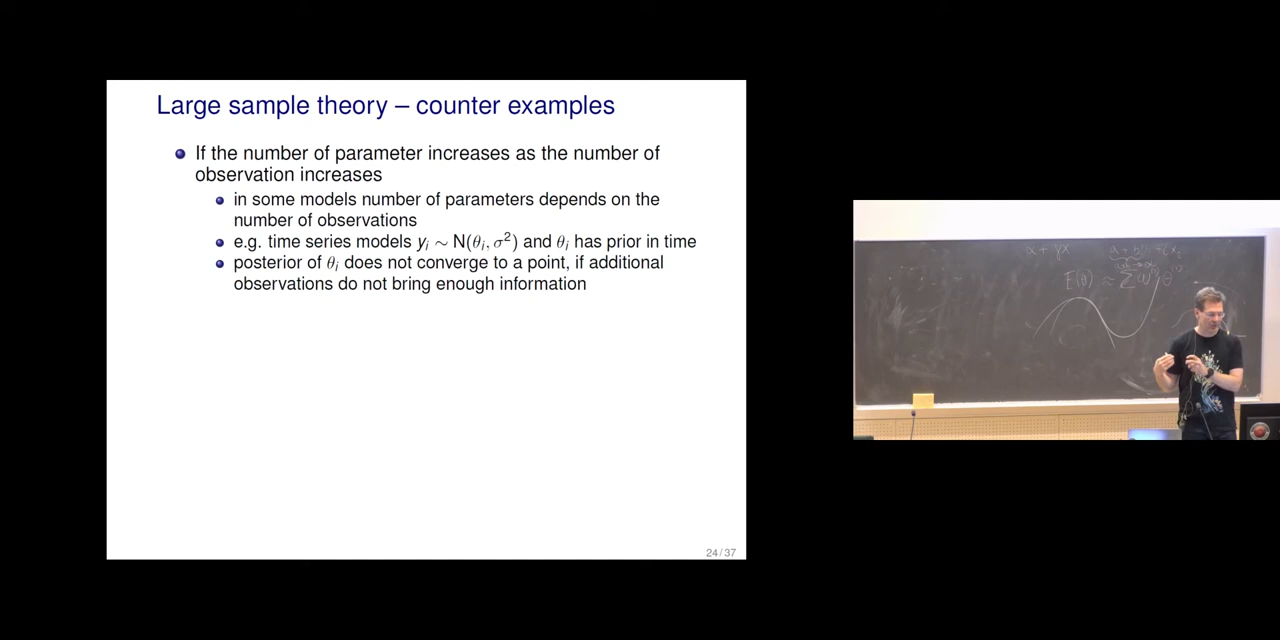 Large sample theory – counter examples
If the number of parameter increases as the number of
observation increases
in some models number of parameters depends on the
number of observations
e.g. time series models yᵢ ∼ N(θᵢ, σ²) and θᵢ has prior in time
posterior of θᵢ does not converge to a point, if additional
observations do not bring enough information
24 / 37